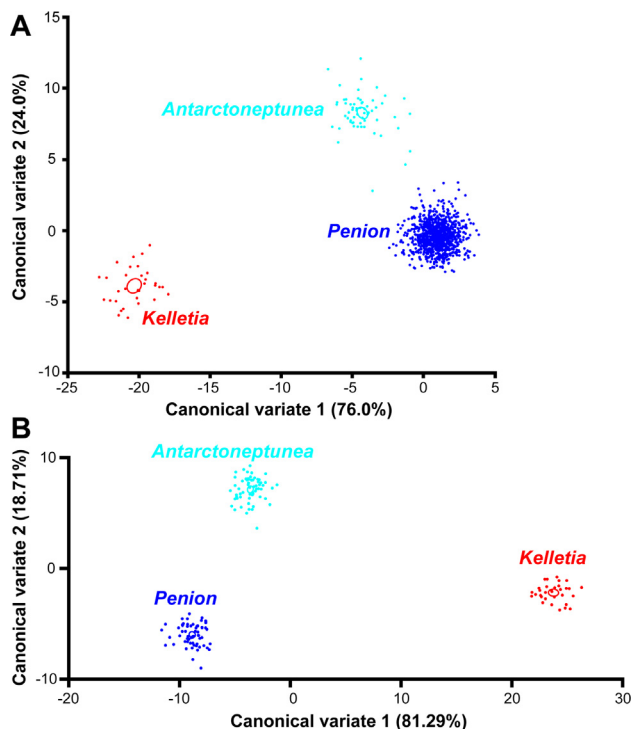 A
Canonical variate 2 (24.0%)
15
10
5
0
-5
-10
Antarctoneptunea
Penion
Kelletia
-25 -20 -15 -10 -5 0 5
Canonical variate 1 (76.0%)
B
Canonical variate 2 (18.71%)
10
0
-10
Antarctoneptunea
Kelletia
Penion
-20 -10 0 10 20 30
Canonical variate 1 (81.29%)